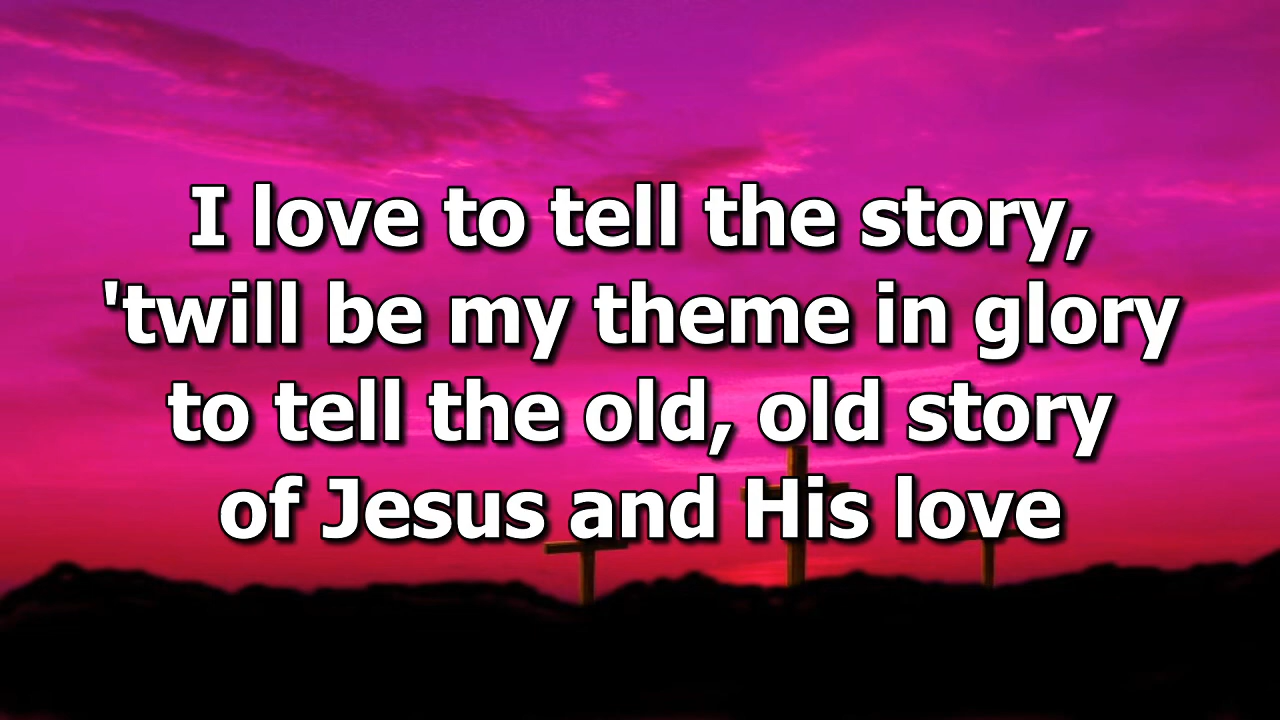 I love to tell the story,
'twill be my theme in glory
to tell the old, old story
of Jesus and His love